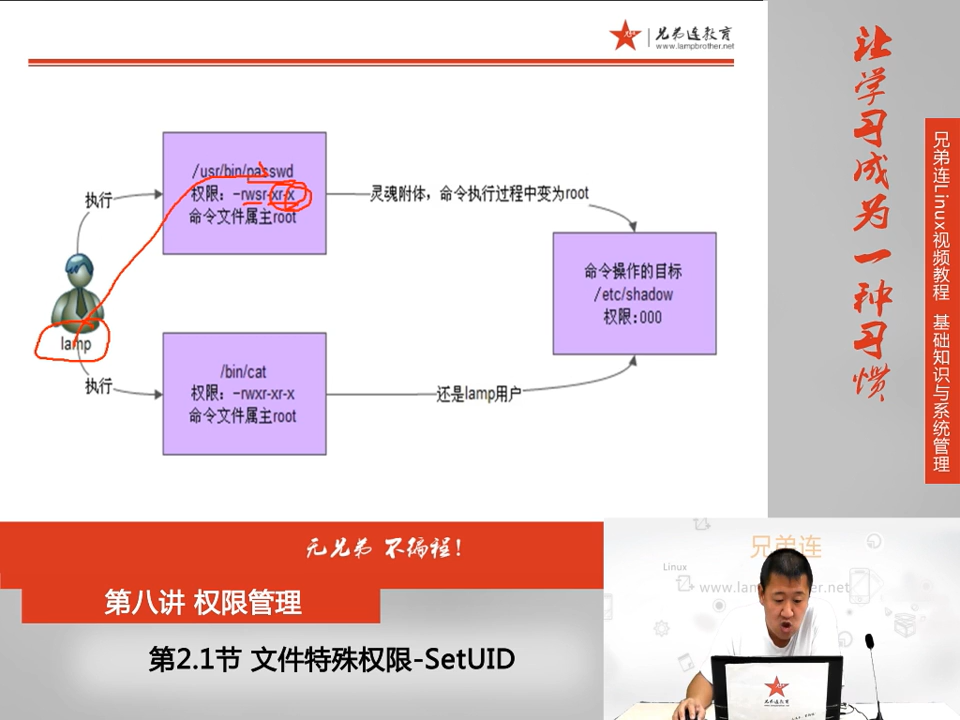 兄弟连教育
www.lampbrother.net
/usr/bin/passwd
权限：-rwsr-xr-x
命令文件属主root
执行
灵魂附体，命令执行过程中变为root
命令操作的目标
/etc/shadow
权限:000
lamp
执行
/bin/cat
权限：-rwxr-xr-x
命令文件属主root
还是lamp用户
让学习成为一种习惯
兄弟连Linux视频教程 基础知识与系统管理
无兄弟 不编程！
第八讲 权限管理
第2.1节 文件特殊权限-SetUID
兄弟连
Linux
兄弟连教育